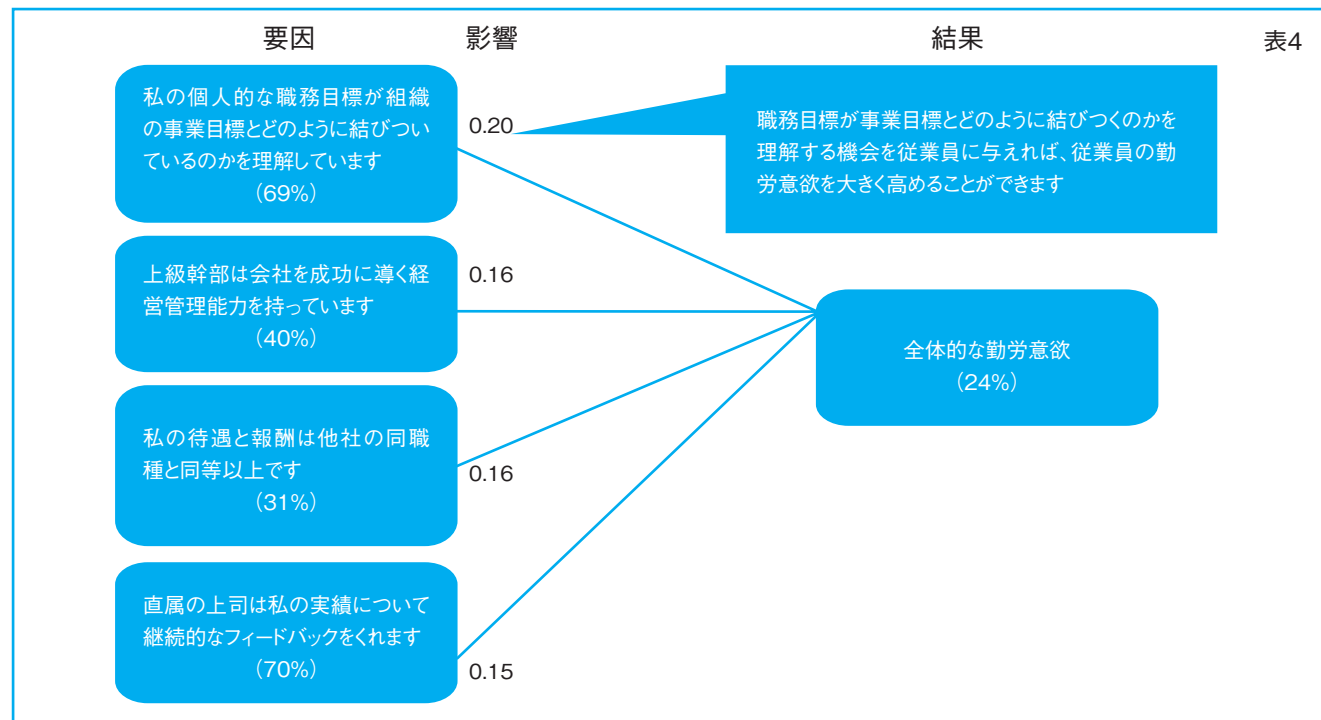 要因 影響 結果 表4
私の個人的な職務目標が組織
の事業目標とどのように結びつい
ているのかを理解しています
(69%)
0.20
職務目標が事業目標とどのように結びつくのかを
理解する機会を従業員に与えれば、従業員の勤
労意欲を大きく高めることができます
上級幹部は会社を成功に導く経
営管理能力を持っています
(40%)
0.16
全体的な勤労意欲
(24%)
私の待遇と報酬は他社の同職
種と同等以上です
(31%)
0.16
直属の上司は私の実績について
継続的なフィードバックをくれます
(70%)
0.15